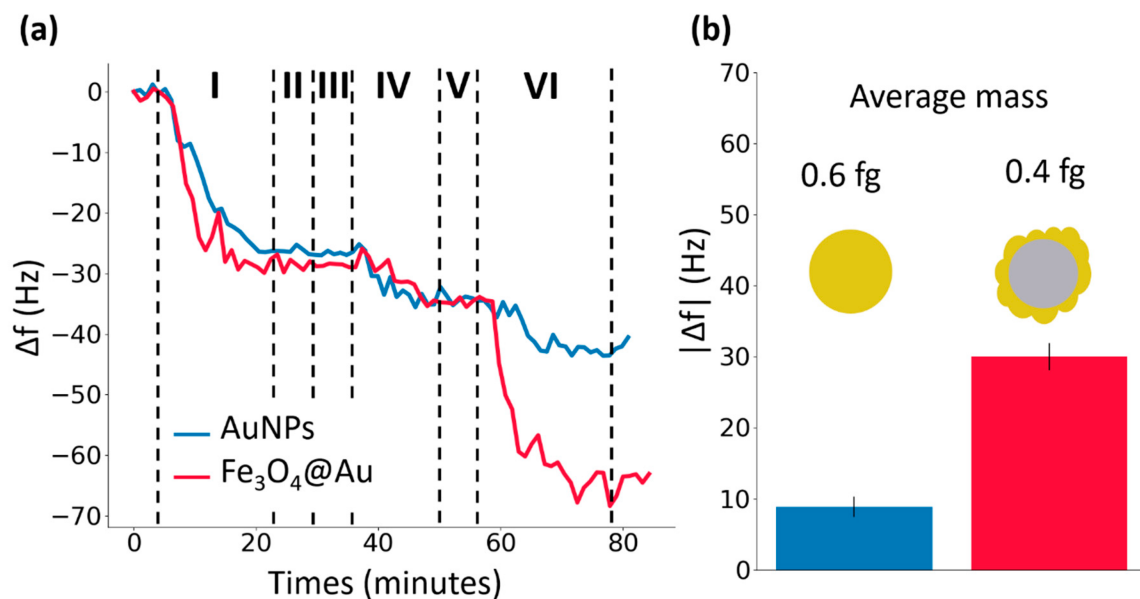 (a)
I II III IV V VI
0
−10
−20
−30
−40
−50
−60
−70
Δf (Hz)
AuNPs
Fe₃O₄@Au
0 20 40 60 80
Times (minutes)
(b)
70
60
50
40
30
20
10
0
|Δf| (Hz)
Average mass
0.6 fg 0.4 fg